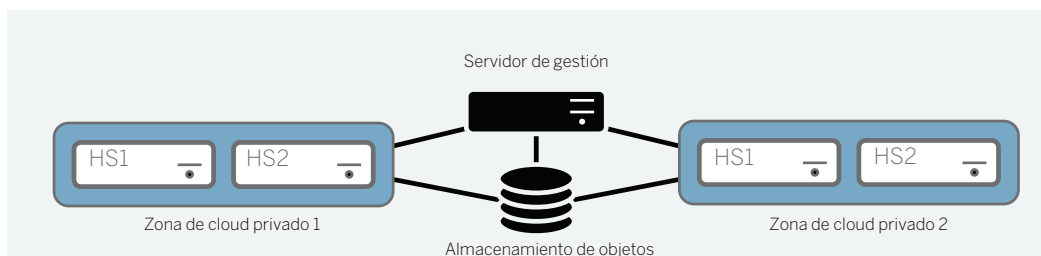 Servidor de gestión
HS1
HS2
HS1
HS2
Zona de cloud privado 1
Zona de cloud privado 2
Almacenamiento de objetos